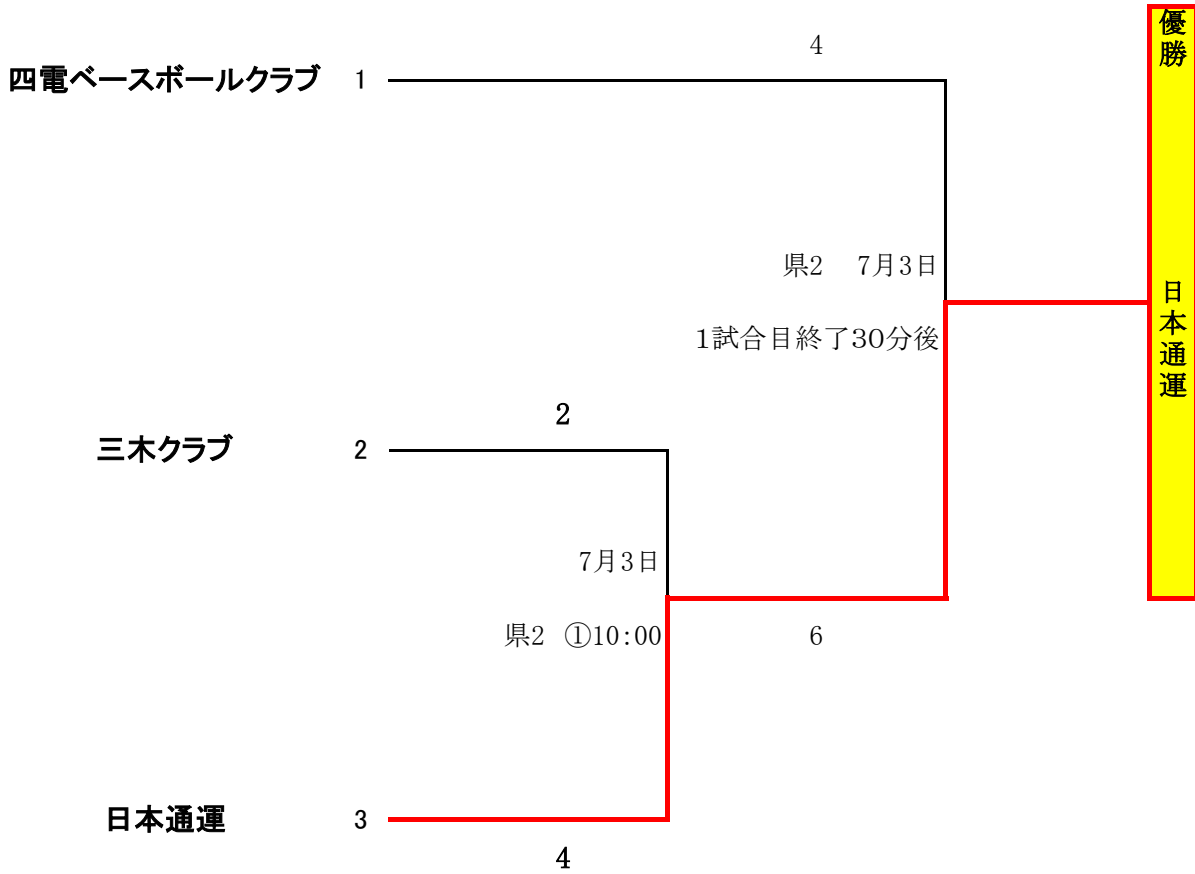 優勝
4
四電ベースボールクラブ 1
県2 7月3日
日本通運
1試合目終了30分後
2
三木クラブ 2
7月3日
県2 ①10:00
6
日本通運 3
4